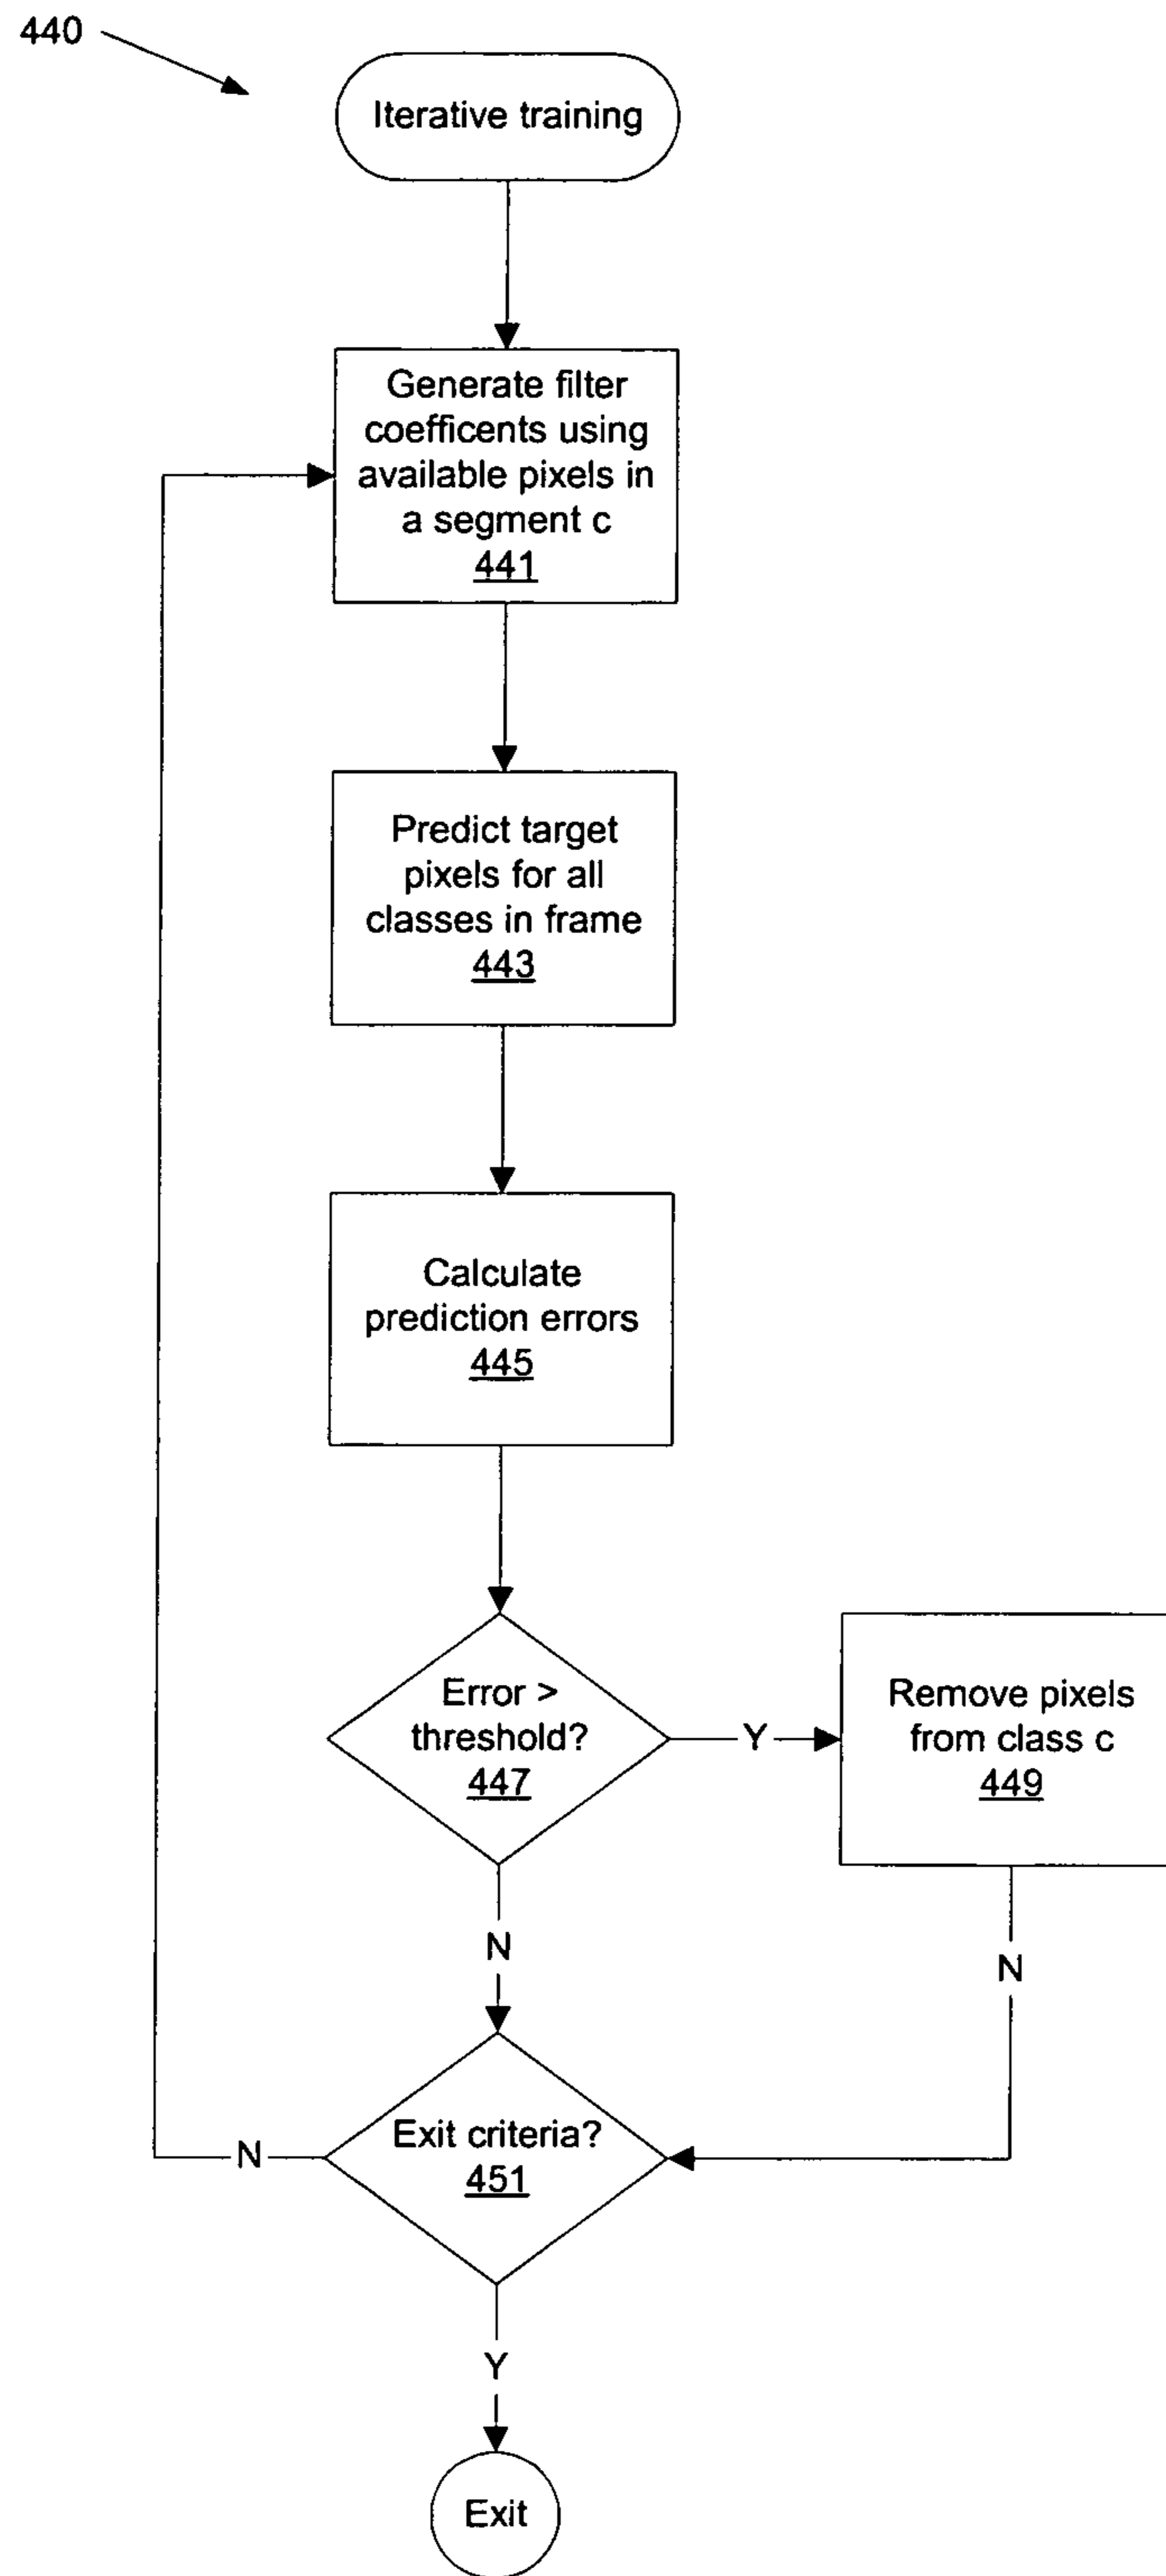 440
Iterative training
Generate filter
coefficents using
available pixels in
a segment c
441
Predict target
pixels for all
classes in frame
443
Calculate
prediction errors
445
Error >
threshold?
447
Y
Remove pixels
from class c
449
N
N
Exit criteria?
451
N
Y
Exit